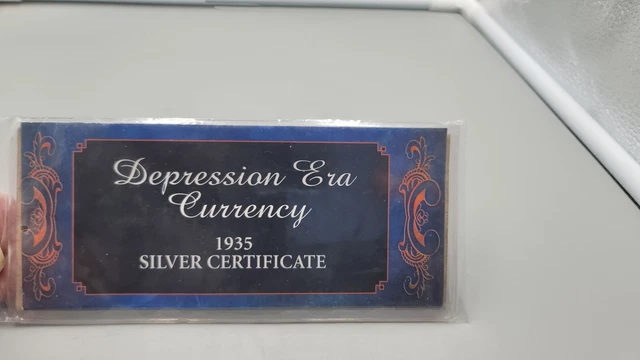 Depression Era
Currency
1935
SILVER CERTIFICATE